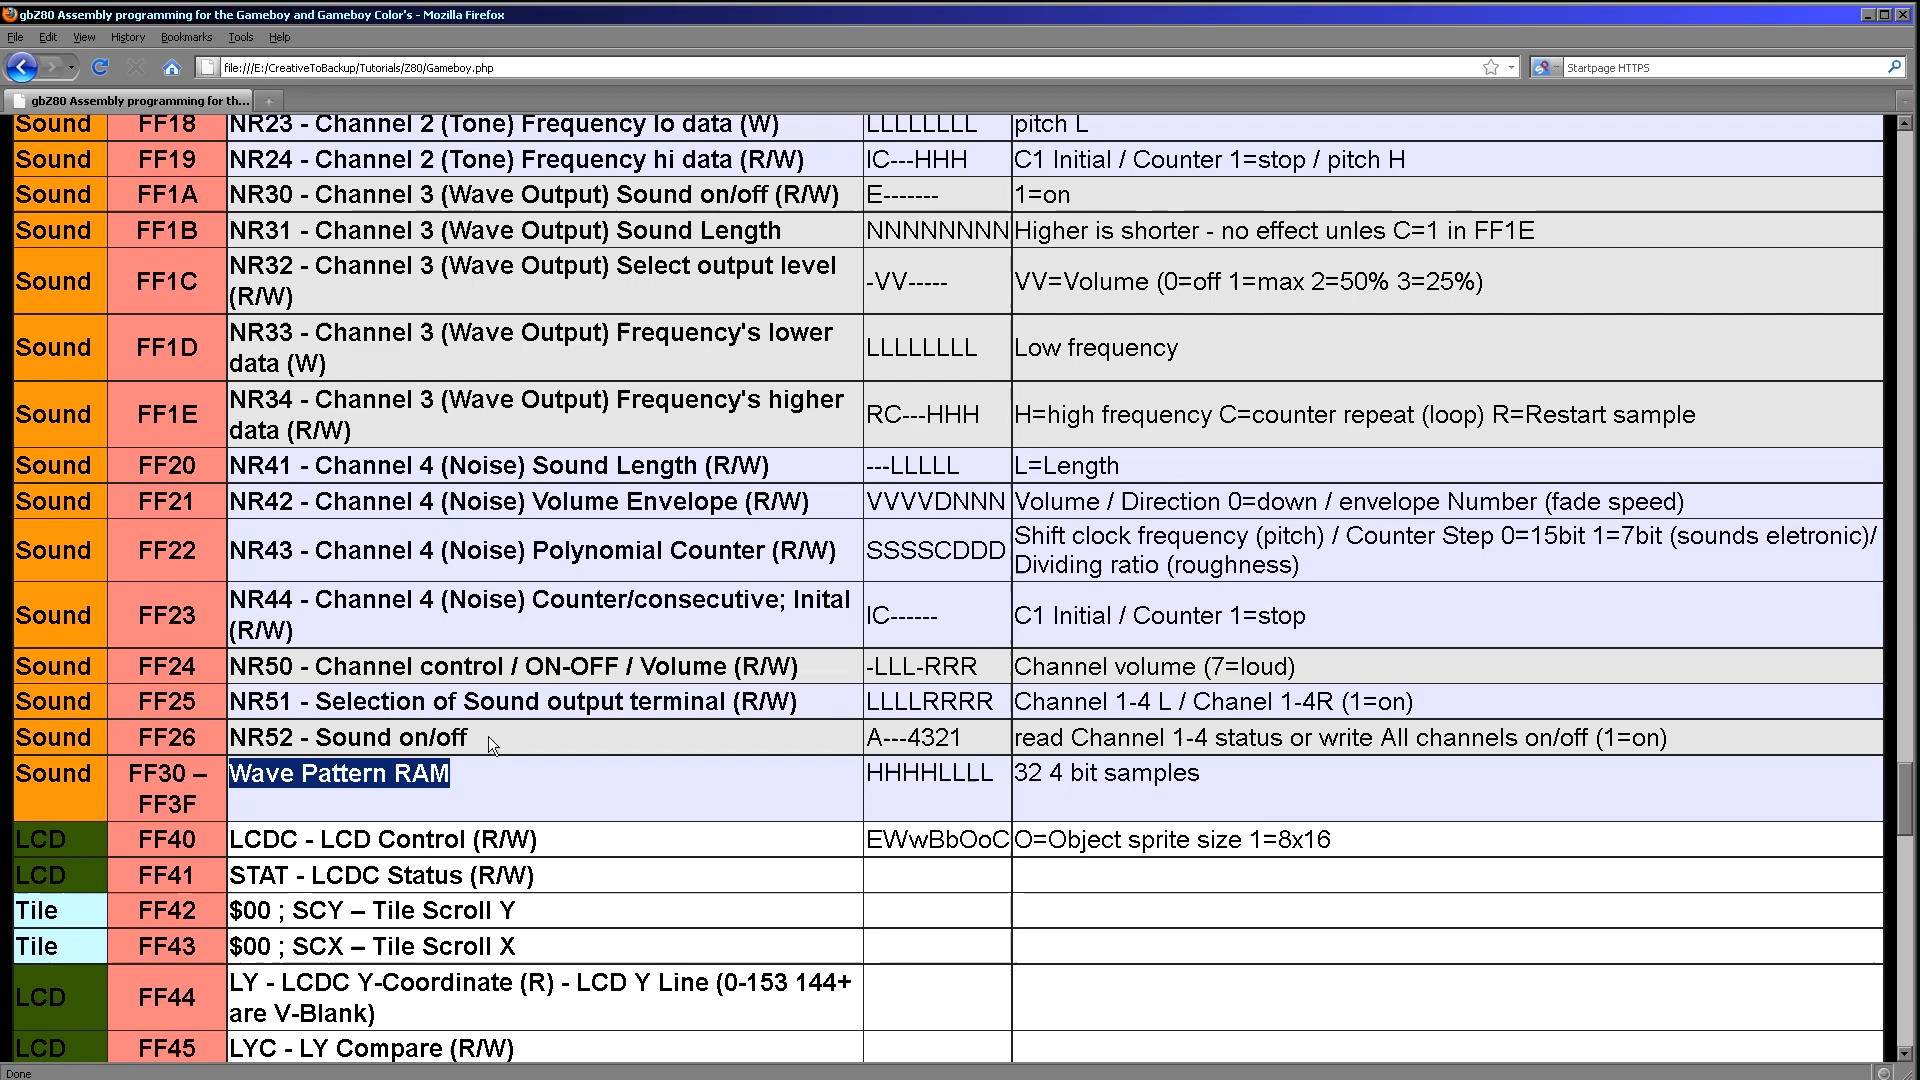 gbZ80 Assembly programming for the Gameboy and Gameboy Color's - Mozilla Firefox
File Edit View History Bookmarks Tools Help
file:///E:/CreativeToBackup/Tutorials/Z80/Gameboy.php Startpage HTTPS
gbZ80 Assembly programming for th...
Sound FF18 NR23 - Channel 2 (Tone) Frequency lo data (W) LLLLLLLL pitch L
Sound FF19 NR24 - Channel 2 (Tone) Frequency hi data (R/W) IC---HHH C1 Initial / Counter 1=stop / pitch H
Sound FF1A NR30 - Channel 3 (Wave Output) Sound on/off (R/W) E------- 1=on
Sound FF1B NR31 - Channel 3 (Wave Output) Sound Length NNNNNNNN Higher is shorter - no effect unles C=1 in FF1E
Sound FF1C NR32 - Channel 3 (Wave Output) Select output level
(R/W) -VV----- VV=Volume (0=off 1=max 2=50% 3=25%)
Sound FF1D NR33 - Channel 3 (Wave Output) Frequency's lower
data (W) LLLLLLLL Low frequency
Sound FF1E NR34 - Channel 3 (Wave Output) Frequency's higher
data (R/W) RC---HHH H=high frequency C=counter repeat (loop) R=Restart sample
Sound FF20 NR41 - Channel 4 (Noise) Sound Length (R/W) ---LLLLL L=Length
Sound FF21 NR42 - Channel 4 (Noise) Volume Envelope (R/W) VVVVDNNN Volume / Direction 0=down / envelope Number (fade speed)
Sound FF22 NR43 - Channel 4 (Noise) Polynomial Counter (R/W) SSSSCDDD Shift clock frequency (pitch) / Counter Step 0=15bit 1=7bit (sounds eletronic)/
Dividing ratio (roughness)
Sound FF23 NR44 - Channel 4 (Noise) Counter/consecutive; Inital
(R/W) IC------ C1 Initial / Counter 1=stop
Sound FF24 NR50 - Channel control / ON-OFF / Volume (R/W) -LLL-RRR Channel volume (7=loud)
Sound FF25 NR51 - Selection of Sound output terminal (R/W) LLLLRRRR Channel 1-4 L / Chanel 1-4R (1=on)
Sound FF26 NR52 - Sound on/off A---4321 read Channel 1-4 status or write All channels on/off (1=on)
Sound FF30 – Wave Pattern RAM HHHHLLLL 32 4 bit samples
FF3F
LCD FF40 LCDC - LCD Control (R/W) EWwBbOoC O=Object sprite size 1=8x16
LCD FF41 STAT - LCDC Status (R/W)
Tile FF42 $00 ; SCY – Tile Scroll Y
Tile FF43 $00 ; SCX – Tile Scroll X
LCD FF44 LY - LCDC Y-Coordinate (R) - LCD Y Line (0-153 144+
are V-Blank)
LCD FF45 LYC - LY Compare (R/W)
Done